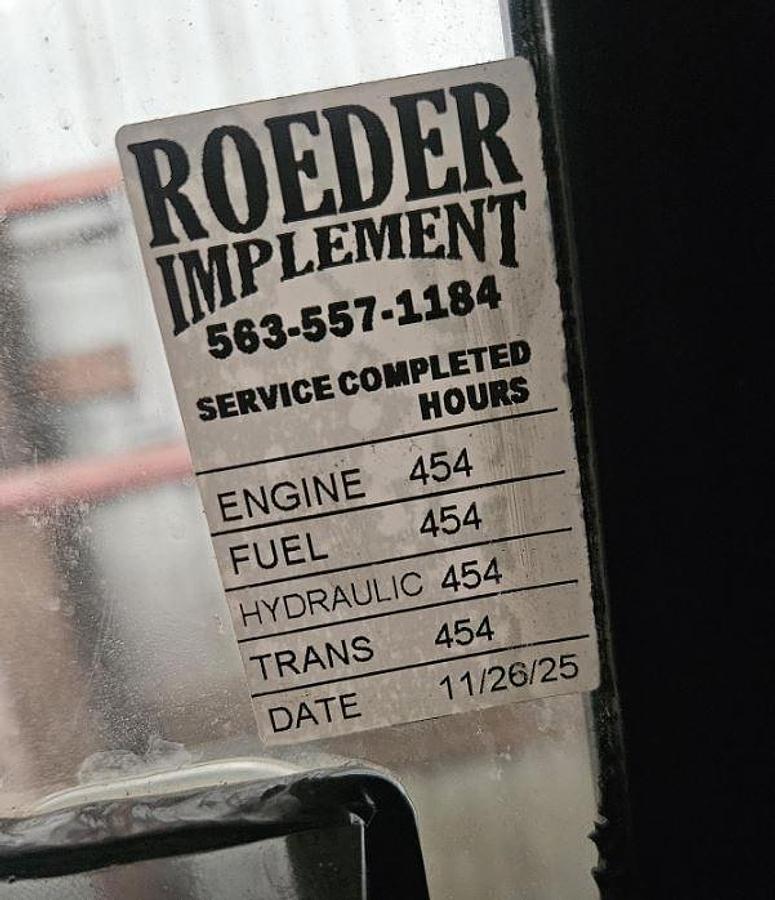 ROEDER
IMPLEMENT
563-557-1184
SERVICE COMPLETED
HOURS
ENGINE 454
FUEL 454
HYDRAULIC 454
TRANS 454
DATE 11/26/25